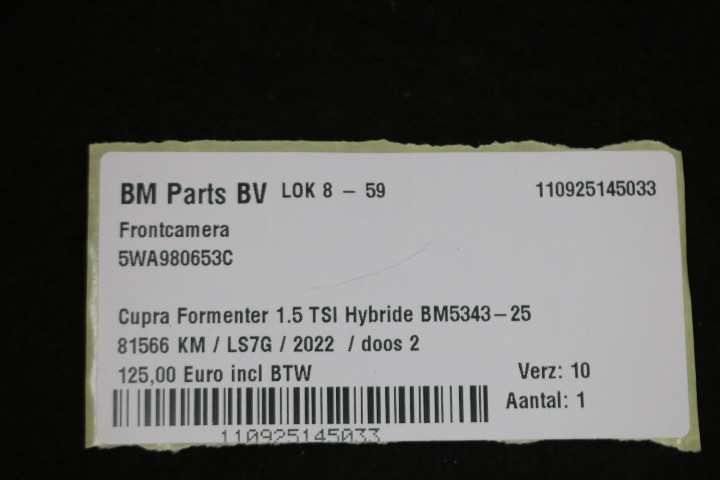 BM Parts BV LOK 8 - 59 110925145033
Frontcamera
5WA980653C
Cupra Formenter 1.5 TSI Hybride BM5343-25
81566 KM / LS7G / 2022 / doos 2
125,00 Euro incl BTW Verz: 10
Aantal: 1
110925145033